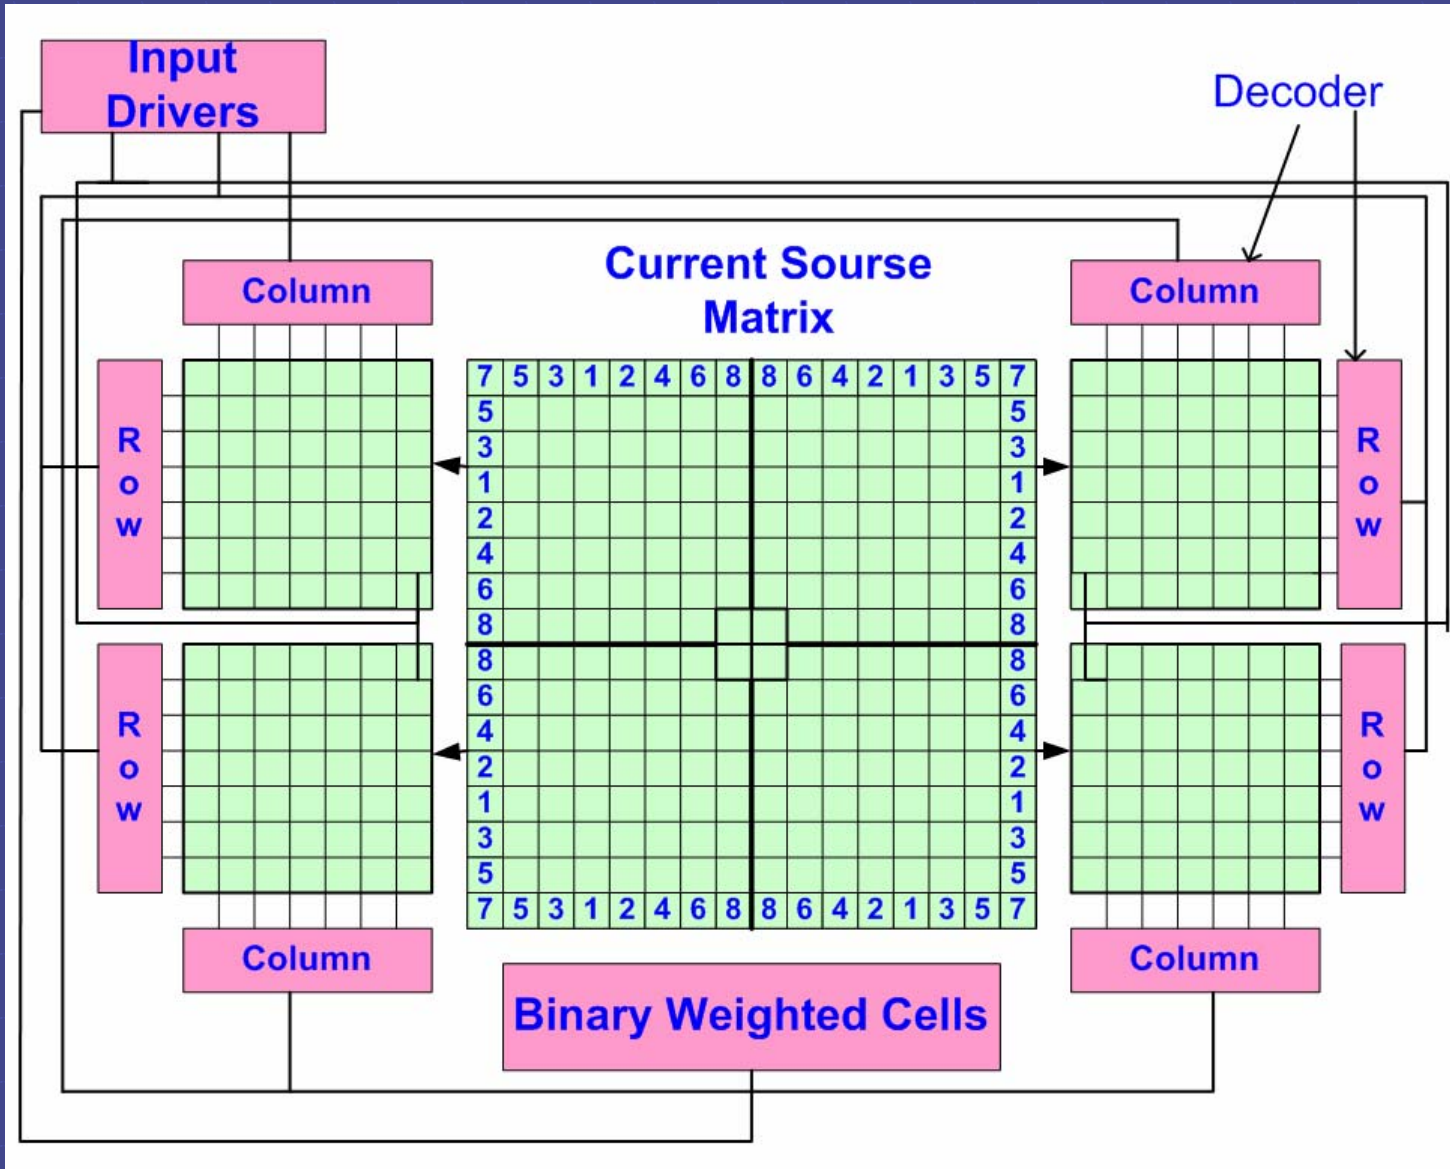 Input
Drivers
Decoder
Current Sourse
Matrix
Column
Column
R
o
w
R
o
w
7 5 3 1 2 4 6 8 8 6 4 2 1 3 5 7
5 5
3 3
1 1
2 2
4 4
6 6
8 8
8 8
6 6
4 4
2 2
1 1
3 3
5 5
7 5 3 1 2 4 6 8 8 6 4 2 1 3 5 7
R
o
w
R
o
w
Column
Column
Binary Weighted Cells